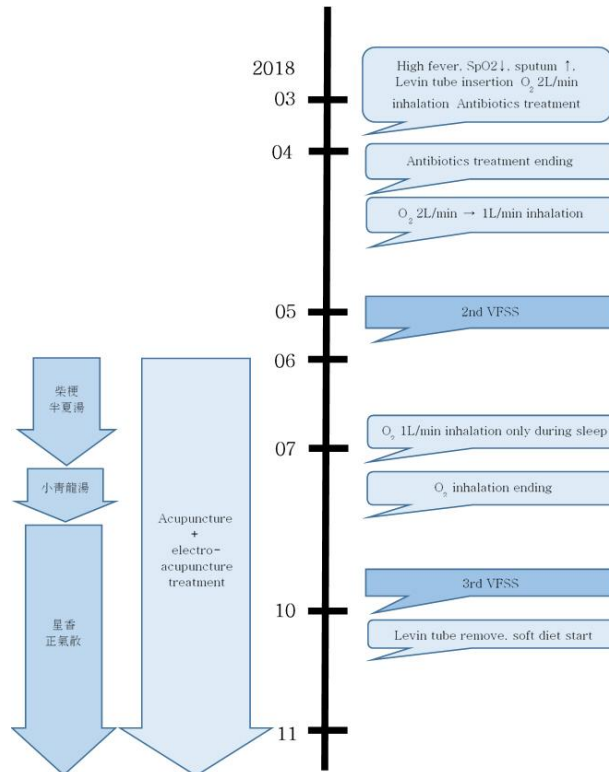 2018
03
High fever, SpO2↓, sputum ↑,
Levin tube insertion O₂ 2L/min
inhalation Antibiotics treatment
04
Antibiotics treatment ending
O₂ 2L/min → 1L/min inhalation
05
2nd VFSS
06
柴梗
半夏湯
O₂ 1L/min inhalation only during sleep
07
小靑龍湯
O₂ inhalation ending
Acupuncture
+
electro-
acupuncture
treatment
3rd VFSS
10
星香
正氣散
Levin tube remove, soft diet start
11